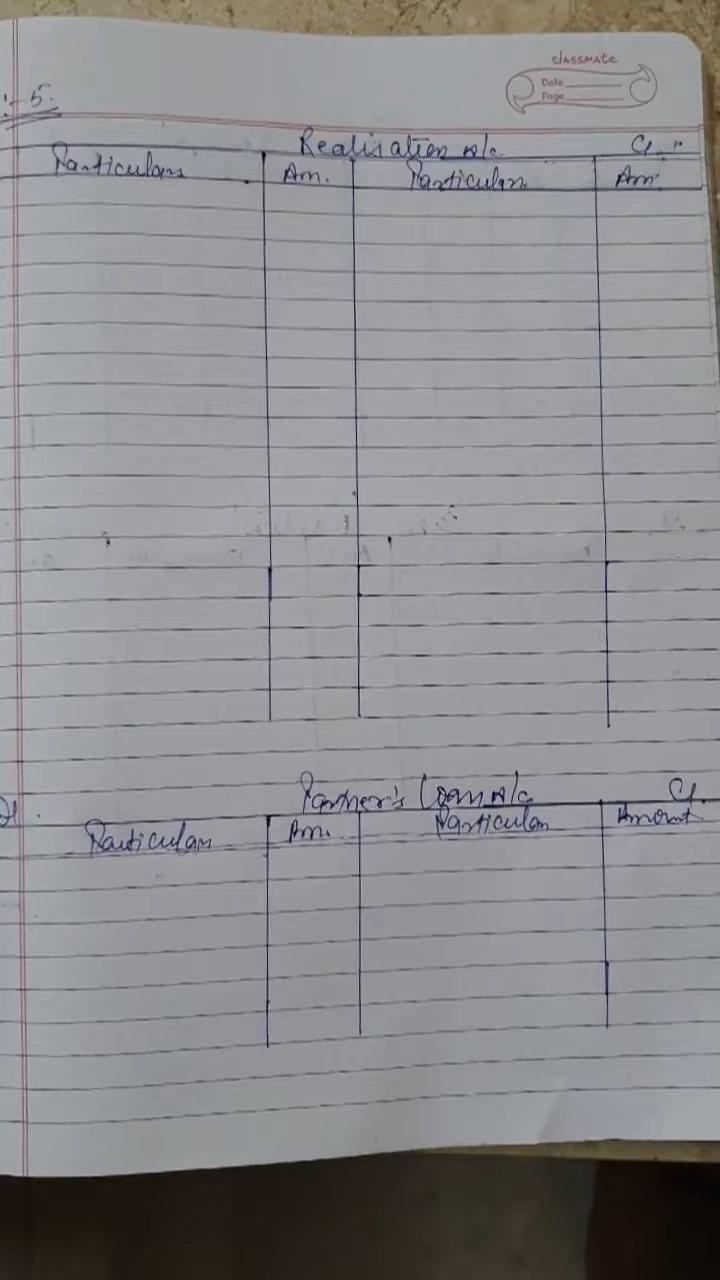 :-5.
classmate
Date
Page
Realisation A/c Cr.
Particulars Am. Particulars Am.
Partner's Loan A/c Cr.
Particulars Am. Particulars Amount